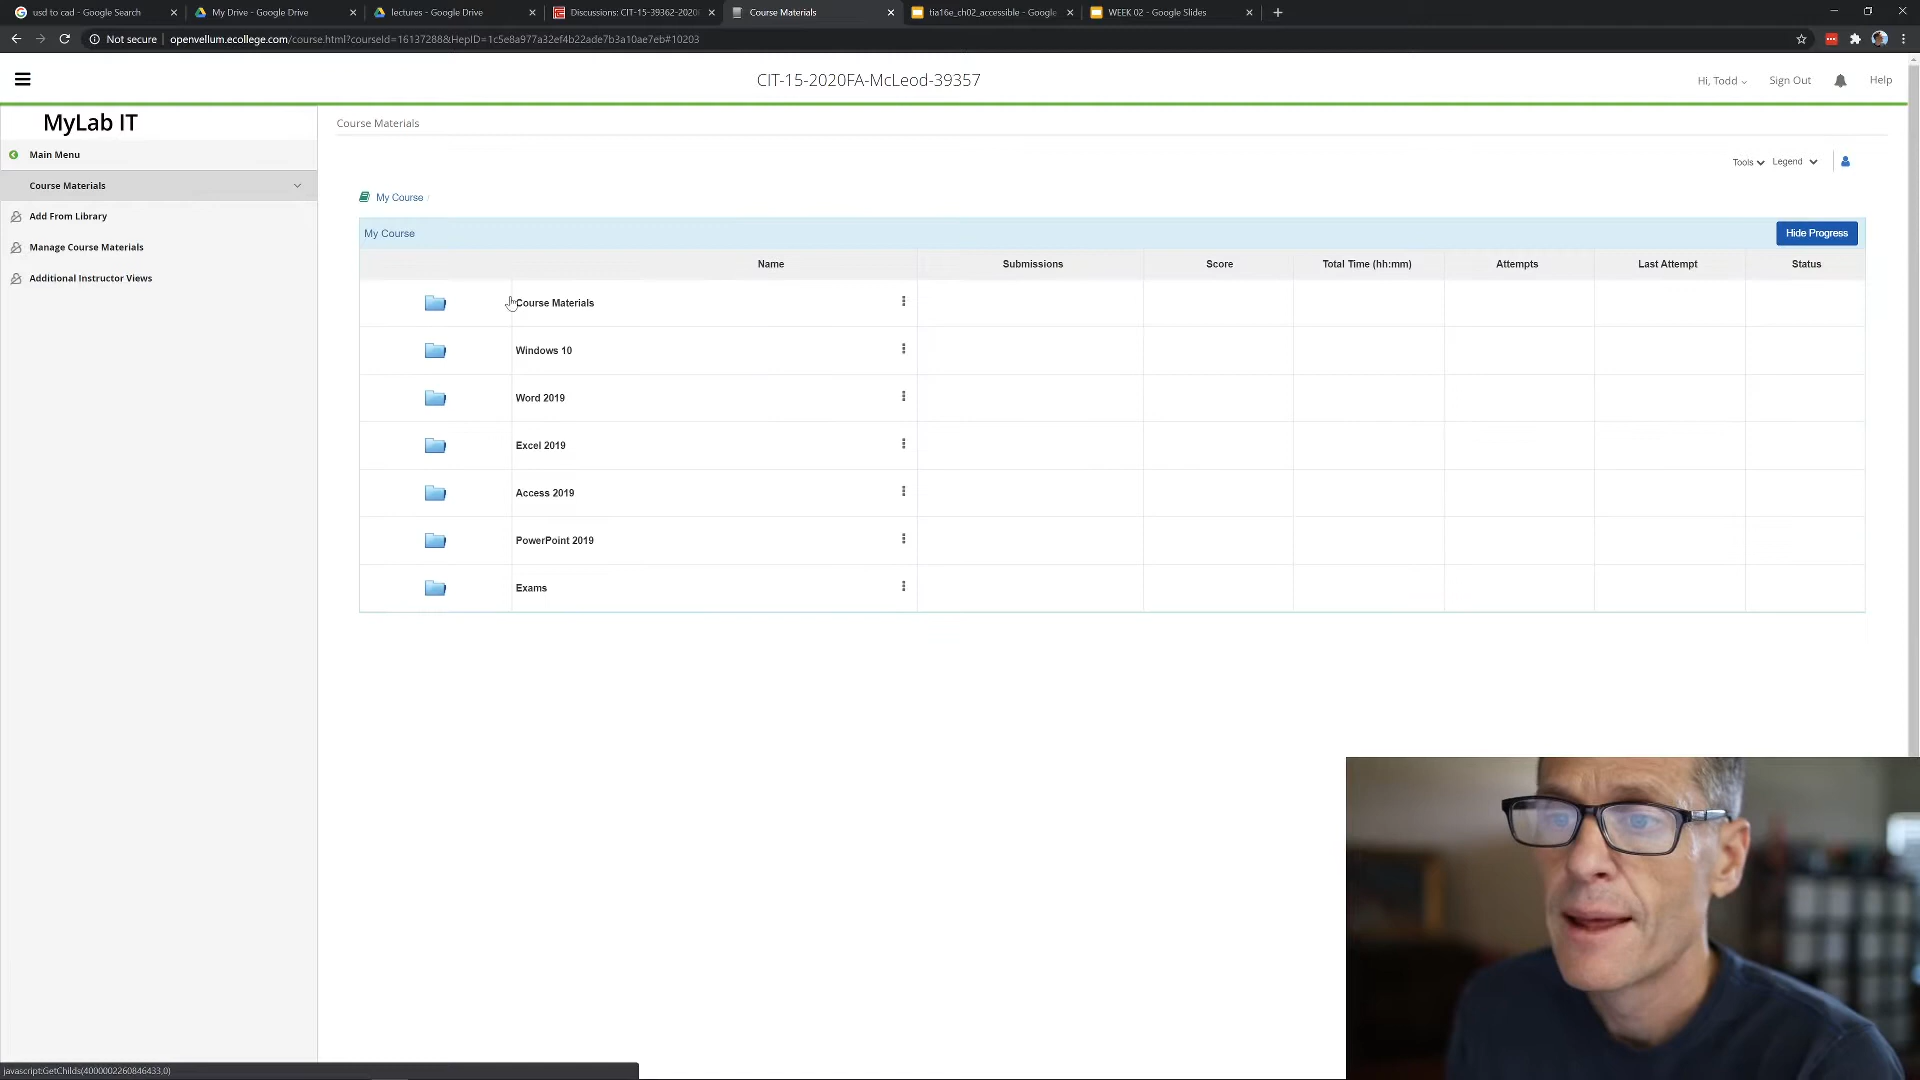 usd to cad - Google Search
My Drive - Google Drive
lectures - Google Drive
Discussions: CIT-15-39362-2020
Course Materials
tia16e_ch02_accessible - Google
WEEK 02 - Google Slides
Not secure | openvellum.ecollege.com/course.html?courseId=16137288&HepID=1c5e8a977a32ef4b22ade7b3a10ae7eb#10203
CIT-15-2020FA-McLeod-39357
Hi, Todd
Sign Out
Help
MyLab IT
Main Menu
Course Materials
Add From Library
Manage Course Materials
Additional Instructor Views
Course Materials
Tools
Legend
My Course
My Course
Hide Progress
Name Submissions Score Total Time (hh:mm) Attempts Last Attempt Status
Course Materials
Windows 10
Word 2019
Excel 2019
Access 2019
PowerPoint 2019
Exams
javascript:GetChilds(4000002260846433,0)